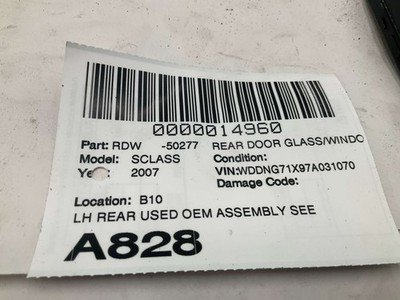 0000014960
Part: RDW -50277 REAR DOOR GLASS/WINDO
Model: SCLASS Condition:
2007 VIN:WDDNG71X97A031070
Damage Code:
Location: B10
LH REAR USED OEM ASSEMBLY SEE
A828